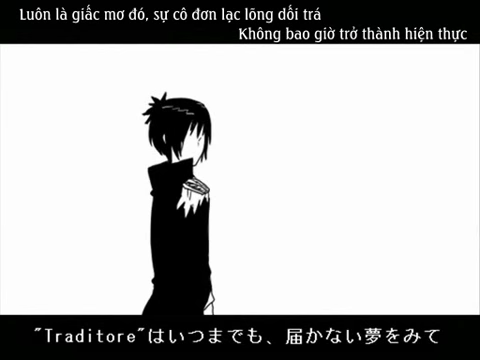 Luôn là giấc mơ đó, sự cô đơn lạc lõng dối trá
Không bao giờ trở thành hiện thực
"Traditore"はいつまでも、届かない夢をみて